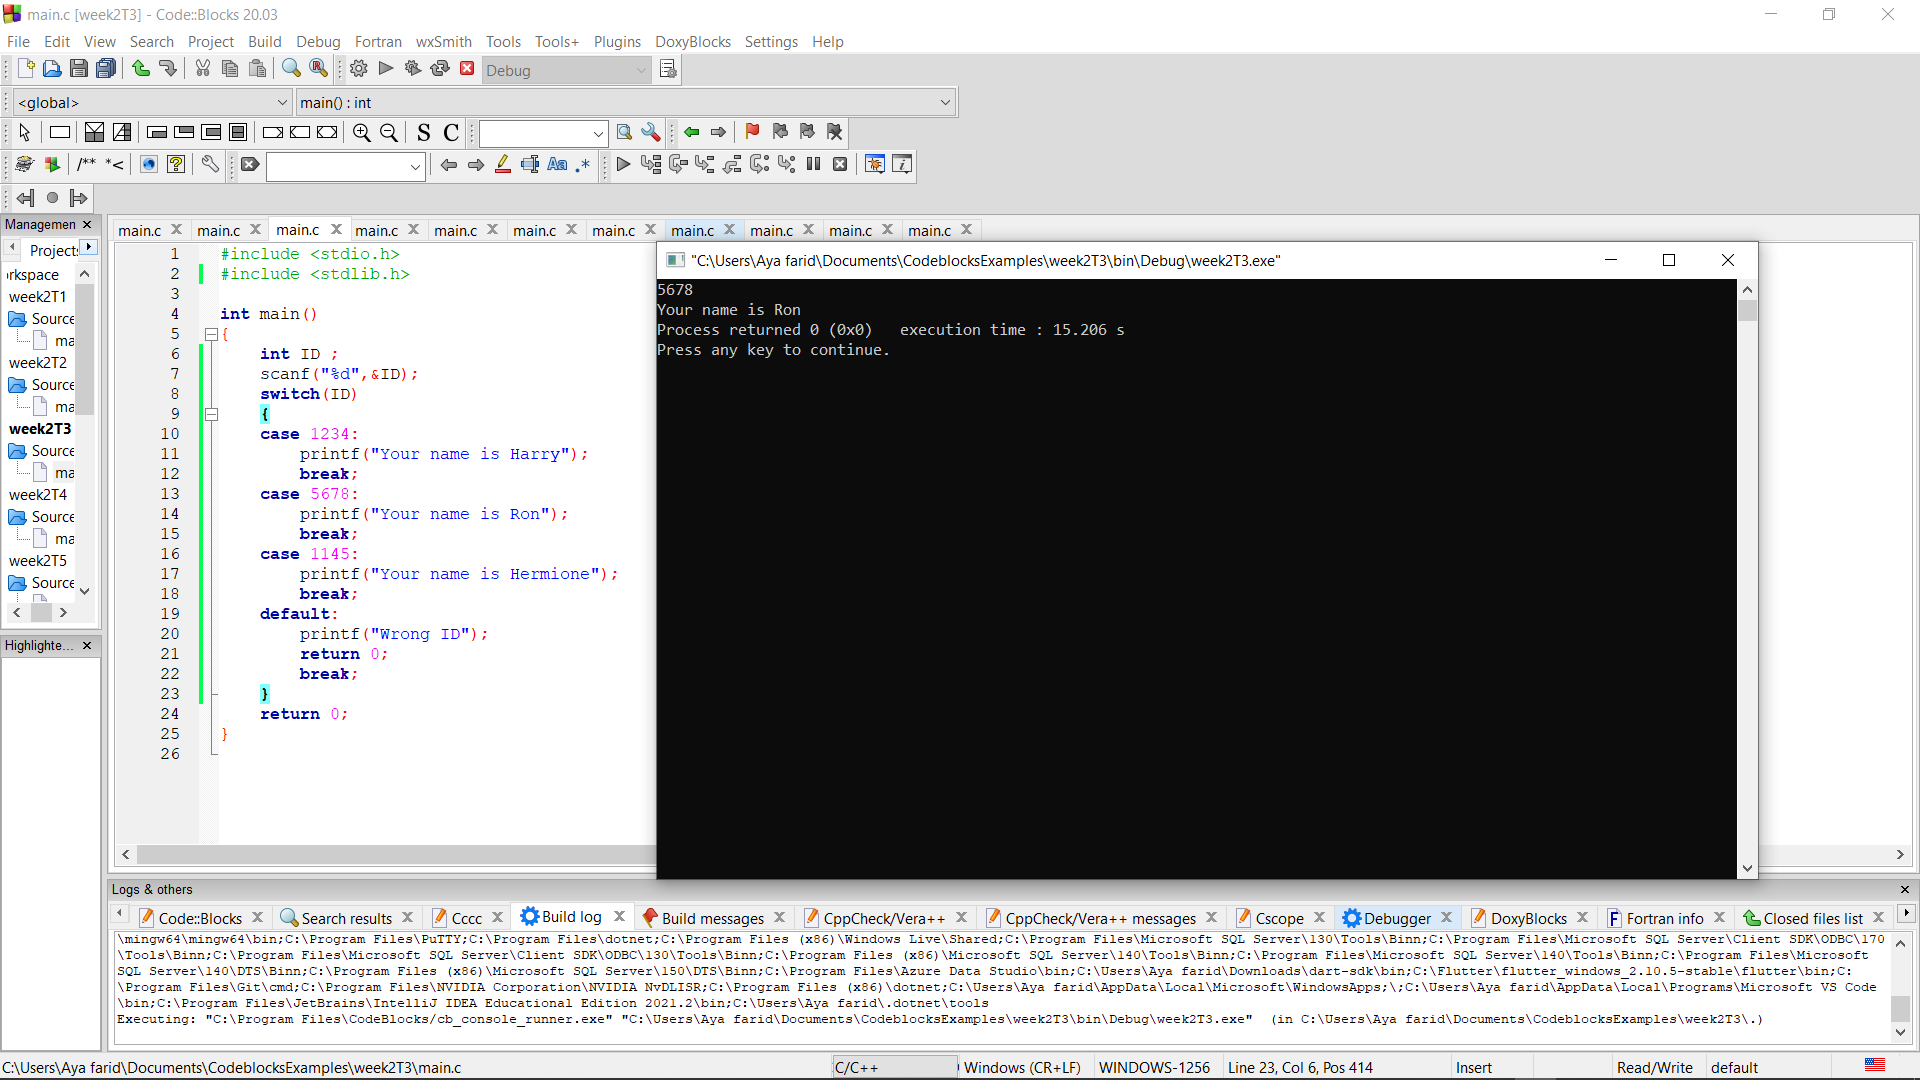 main.c [week2T3] - Code::Blocks 20.03
File Edit View Search Project Build Debug Fortran wxSmith Tools Tools+ Plugins DoxyBlocks Settings Help
Debug
<global> main() : int
S C
/** *<
Aa .*
Managemen
Projects
main.c main.c main.c main.c main.c main.c main.c main.c main.c main.c main.c
rkspace
week2T1
Source
ma
week2T2
Source
ma
week2T3
Source
ma
week2T4
Source
ma
week2T5
Source
Highlighte...
1 #include <stdio.h>
2 #include <stdlib.h>
3
4 int main()
5 {
6 int ID ;
7 scanf("%d",&ID);
8 switch(ID)
9 {
10 case 1234:
11 printf("Your name is Harry");
12 break;
13 case 5678:
14 printf("Your name is Ron");
15 break;
16 case 1145:
17 printf("Your name is Hermione");
18 break;
19 default:
20 printf("Wrong ID");
21 return 0;
22 break;
23 }
24 return 0;
25 }
26
"C:\Users\Aya farid\Documents\CodeblocksExamples\week2T3\bin\Debug\week2T3.exe"
5678
Your name is Ron
Process returned 0 (0x0)   execution time : 15.206 s
Press any key to continue.
Logs & others
Code::Blocks Search results Cccc Build log Build messages CppCheck/Vera++ CppCheck/Vera++ messages Cscope Debugger DoxyBlocks Fortran info Closed files list
\mingw64\mingw64\bin;C:\Program Files\PuTTY;C:\Program Files\dotnet;C:\Program Files (x86)\Windows Live\Shared;C:\Program Files\Microsoft SQL Server\130\Tools\Binn;C:\Program Files\Microsoft SQL Server\Client SDK\ODBC\170
\Tools\Binn;C:\Program Files\Microsoft SQL Server\Client SDK\ODBC\130\Tools\Binn;C:\Program Files (x86)\Microsoft SQL Server\140\Tools\Binn;C:\Program Files\Microsoft SQL Server\140\Tools\Binn;C:\Program Files\Microsoft
SQL Server\140\DTS\Binn;C:\Program Files (x86)\Microsoft SQL Server\150\DTS\Binn;C:\Program Files\Azure Data Studio\bin;C:\Users\Aya farid\Downloads\dart-sdk\bin;C:\Flutter\flutter_windows_2.10.5-stable\flutter\bin;C:
\Program Files\Git\cmd;C:\Program Files\NVIDIA Corporation\NVIDIA NvDLISR;C:\Program Files (x86)\dotnet;C:\Users\Aya farid\AppData\Local\Microsoft\WindowsApps;\;C:\Users\Aya farid\AppData\Local\Programs\Microsoft VS Code
\bin;C:\Program Files\JetBrains\IntelliJ IDEA Educational Edition 2021.2\bin;C:\Users\Aya farid\.dotnet\tools
Executing: "C:\Program Files\CodeBlocks/cb_console_runner.exe" "C:\Users\Aya farid\Documents\CodeblocksExamples\week2T3\bin\Debug\week2T3.exe"  (in C:\Users\Aya farid\Documents\CodeblocksExamples\week2T3\.)
C:\Users\Aya farid\Documents\CodeblocksExamples\week2T3\main.c C/C++ Windows (CR+LF) WINDOWS-1256 Line 23, Col 6, Pos 414 Insert Read/Write default